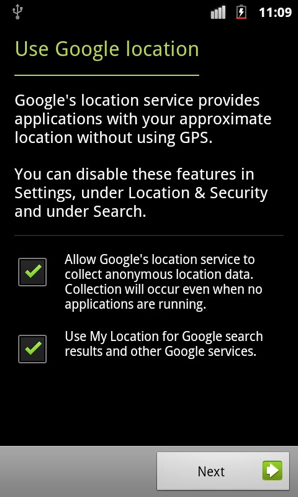 11:09
Use Google location
Google's location service provides
applications with your approximate
location without using GPS.
You can disable these features in
Settings, under Location & Security
and under Search.
Allow Google's location service to
collect anonymous location data.
Collection will occur even when no
applications are running.
Use My Location for Google search
results and other Google services.
Next